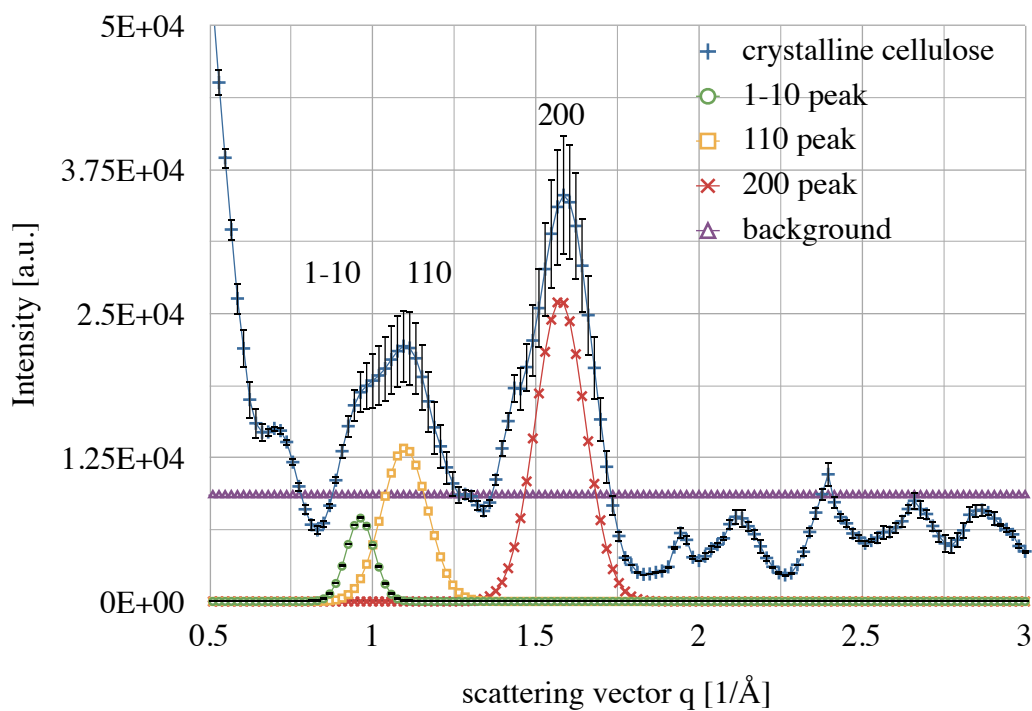 5E+04
3.75E+04
2.5E+04
1.25E+04
0E+00
Intensity [a.u.]
0.5
1
1.5
2
2.5
3
scattering vector q [1/Å]
1-10
110
200
crystalline cellulose
1-10 peak
110 peak
200 peak
background